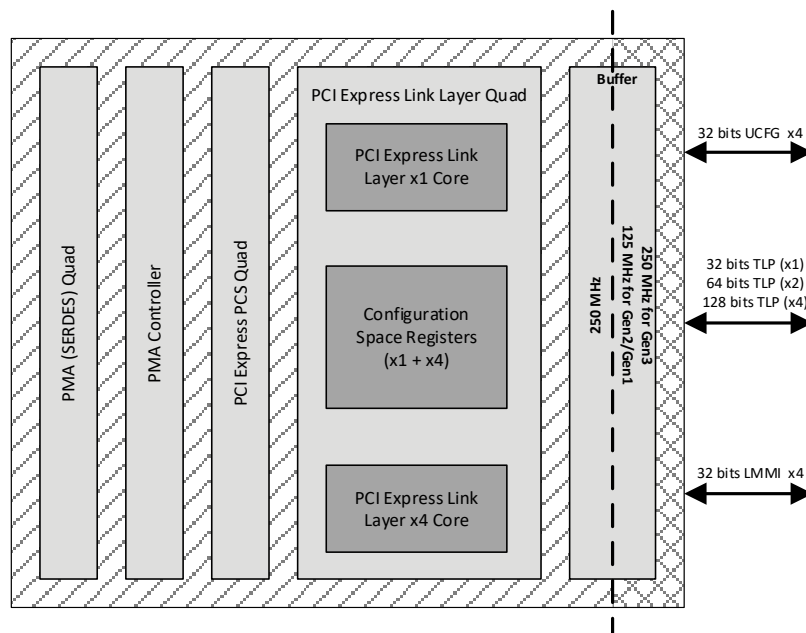 Buffer
PCI Express Link Layer Quad
32 bits UCFG  x4
PCI Express Link
Layer x1 Core
PMA (SERDES) Quad
PMA Controller
PCI Express PCS Quad
Configuration
Space Registers
(x1 + x4)
250 MHz
125 MHz for Gen2/Gen1
250 MHz for Gen3
32 bits TLP (x1)
64 bits TLP (x2)
128 bits TLP (x4)
PCI Express Link
Layer x4 Core
32 bits LMMI  x4